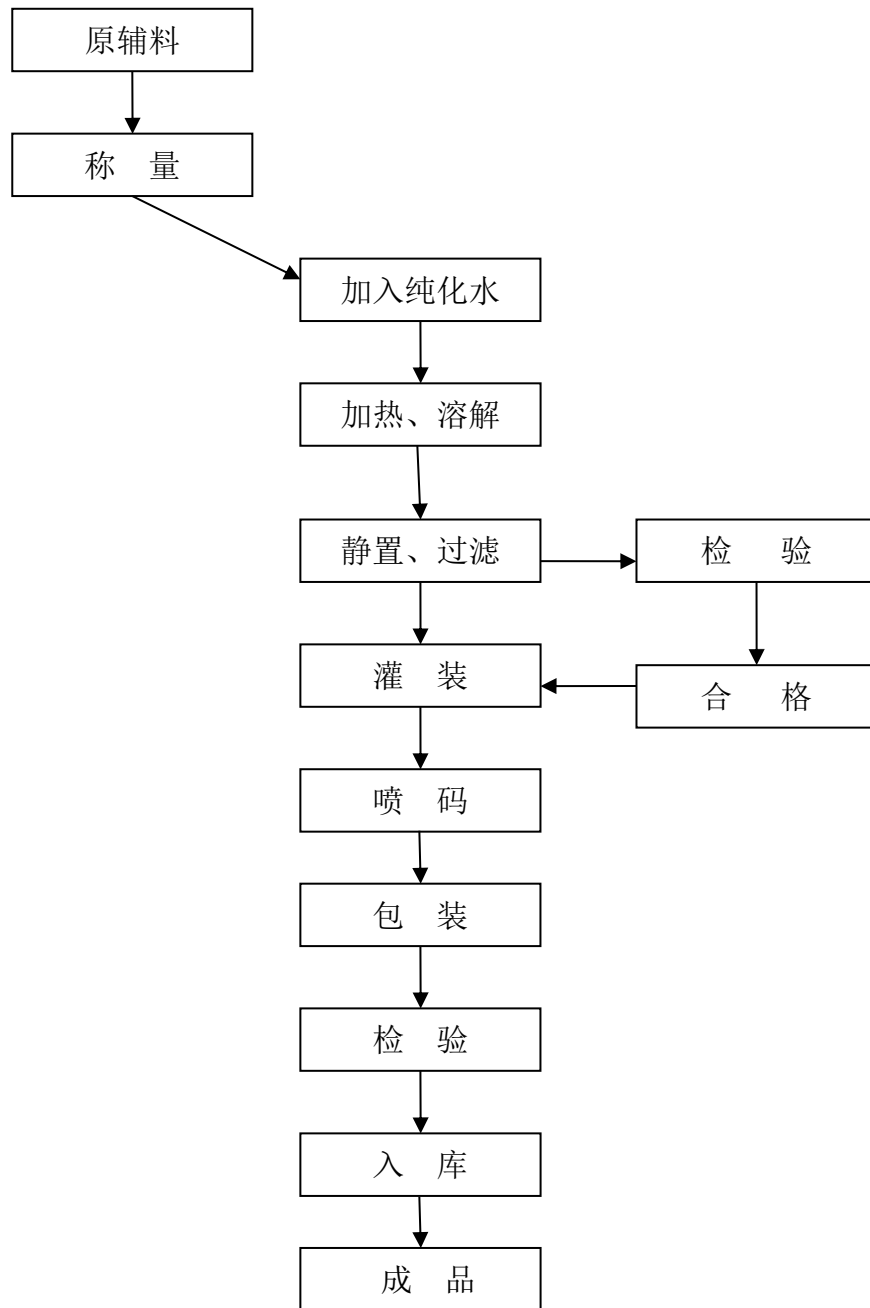 原辅料
称 量
加入纯化水
加热、溶解
静置、过滤
检 验
灌 装
合 格
喷 码
包 装
检 验
入 库
成 品